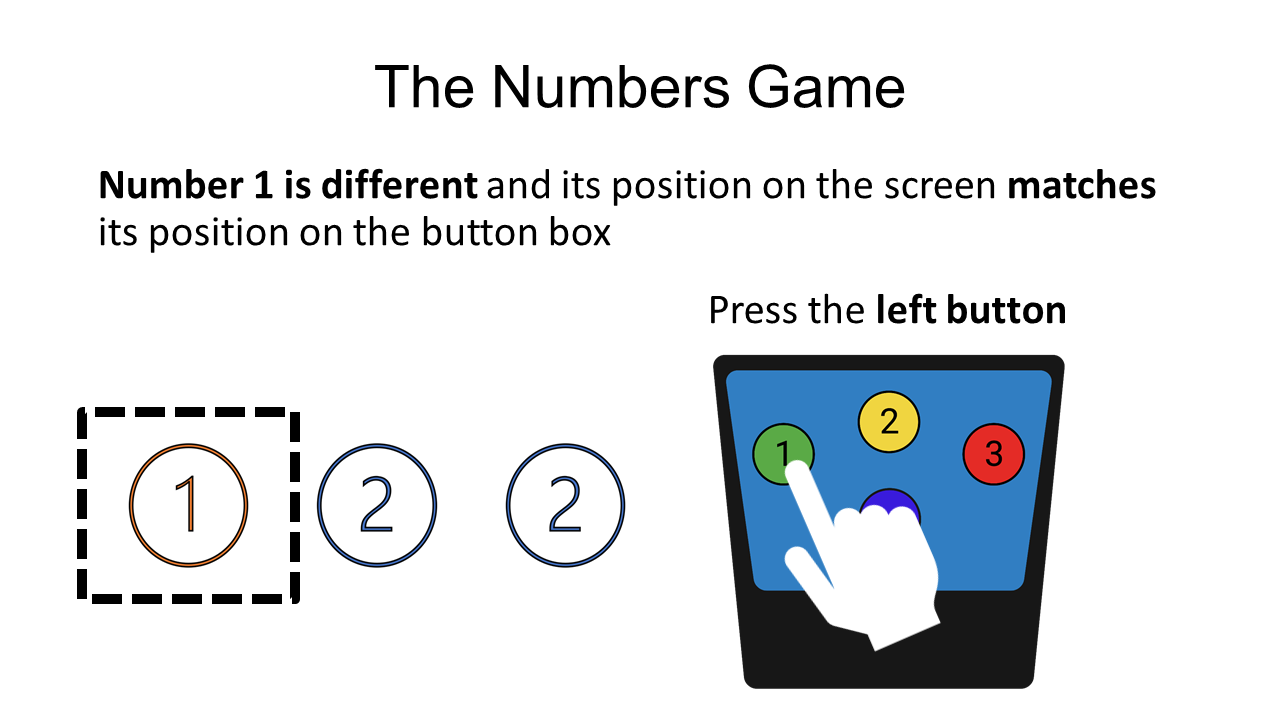 The Numbers Game
Number 1 is different and its position on the screen matches
its position on the button box
Press the left button
1 2 2
2
1 3